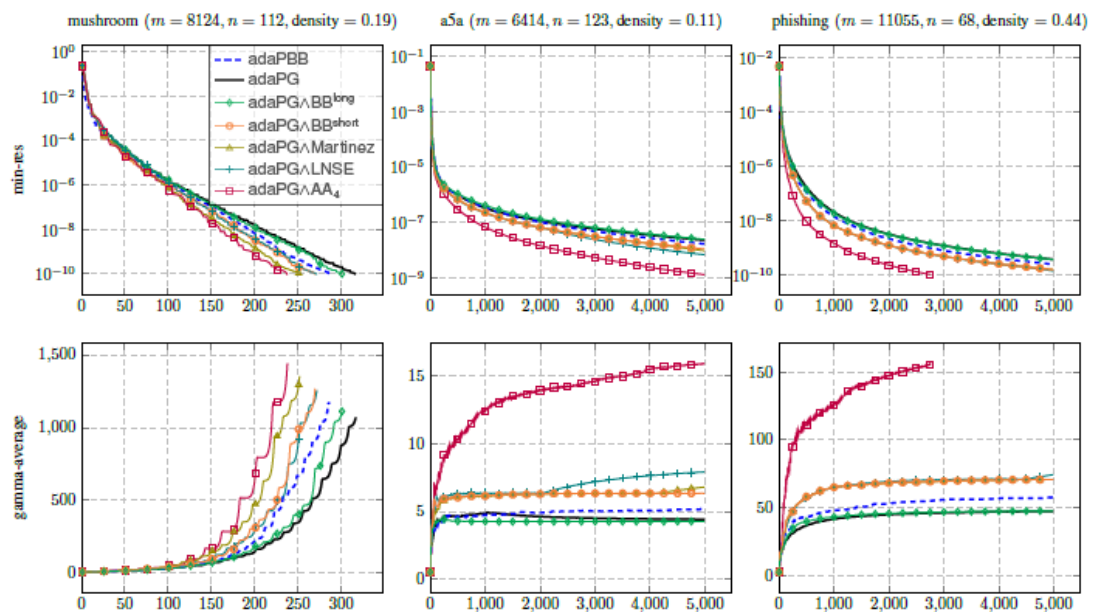 mushroom (m = 8124, n = 112, density = 0.19)
a5a (m = 6414, n = 123, density = 0.11)
phishing (m = 11055, n = 68, density = 0.44)
min-res
10⁰
10⁻²
10⁻⁴
10⁻⁶
10⁻⁸
10⁻¹⁰
adaPBB
adaPG
adaPG∧BBˡᵒⁿᵍ
adaPG∧BBˢʰᵒʳᵗ
adaPG∧Martinez
adaPG∧LNSE
adaPG∧AA₄
0 50 100 150 200 250 300
10⁻¹
10⁻³
10⁻⁵
10⁻⁷
10⁻⁹
0 1,000 2,000 3,000 4,000 5,000
10⁻²
10⁻⁴
10⁻⁶
10⁻⁸
10⁻¹⁰
0 1,000 2,000 3,000 4,000 5,000
gamma-average
1,500
1,000
500
0
0 50 100 150 200 250 300
15
10
5
0
0 1,000 2,000 3,000 4,000 5,000
150
100
50
0
0 1,000 2,000 3,000 4,000 5,000